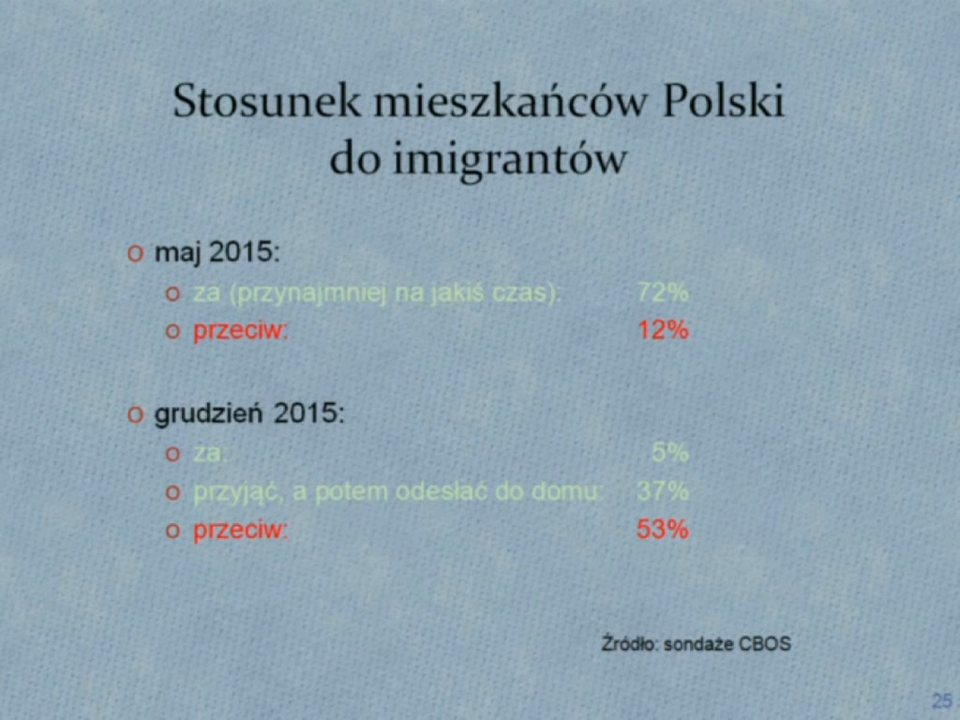 Stosunek mieszkańców Polski
do imigrantów
o maj 2015:
o za (przynajmniej na jakiś czas): 72%
o przeciw: 12%
o grudzień 2015:
o za: 5%
o przyjąć, a potem odesłać do domu: 37%
o przeciw: 53%
Źródło: sondaże CBOS
25